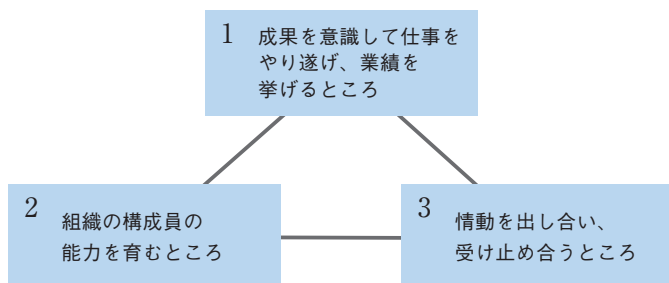 1 成果を意識して仕事を
やり遂げ、業績を
挙げるところ
2 組織の構成員の
能力を育むところ
3 情動を出し合い、
受け止め合うところ